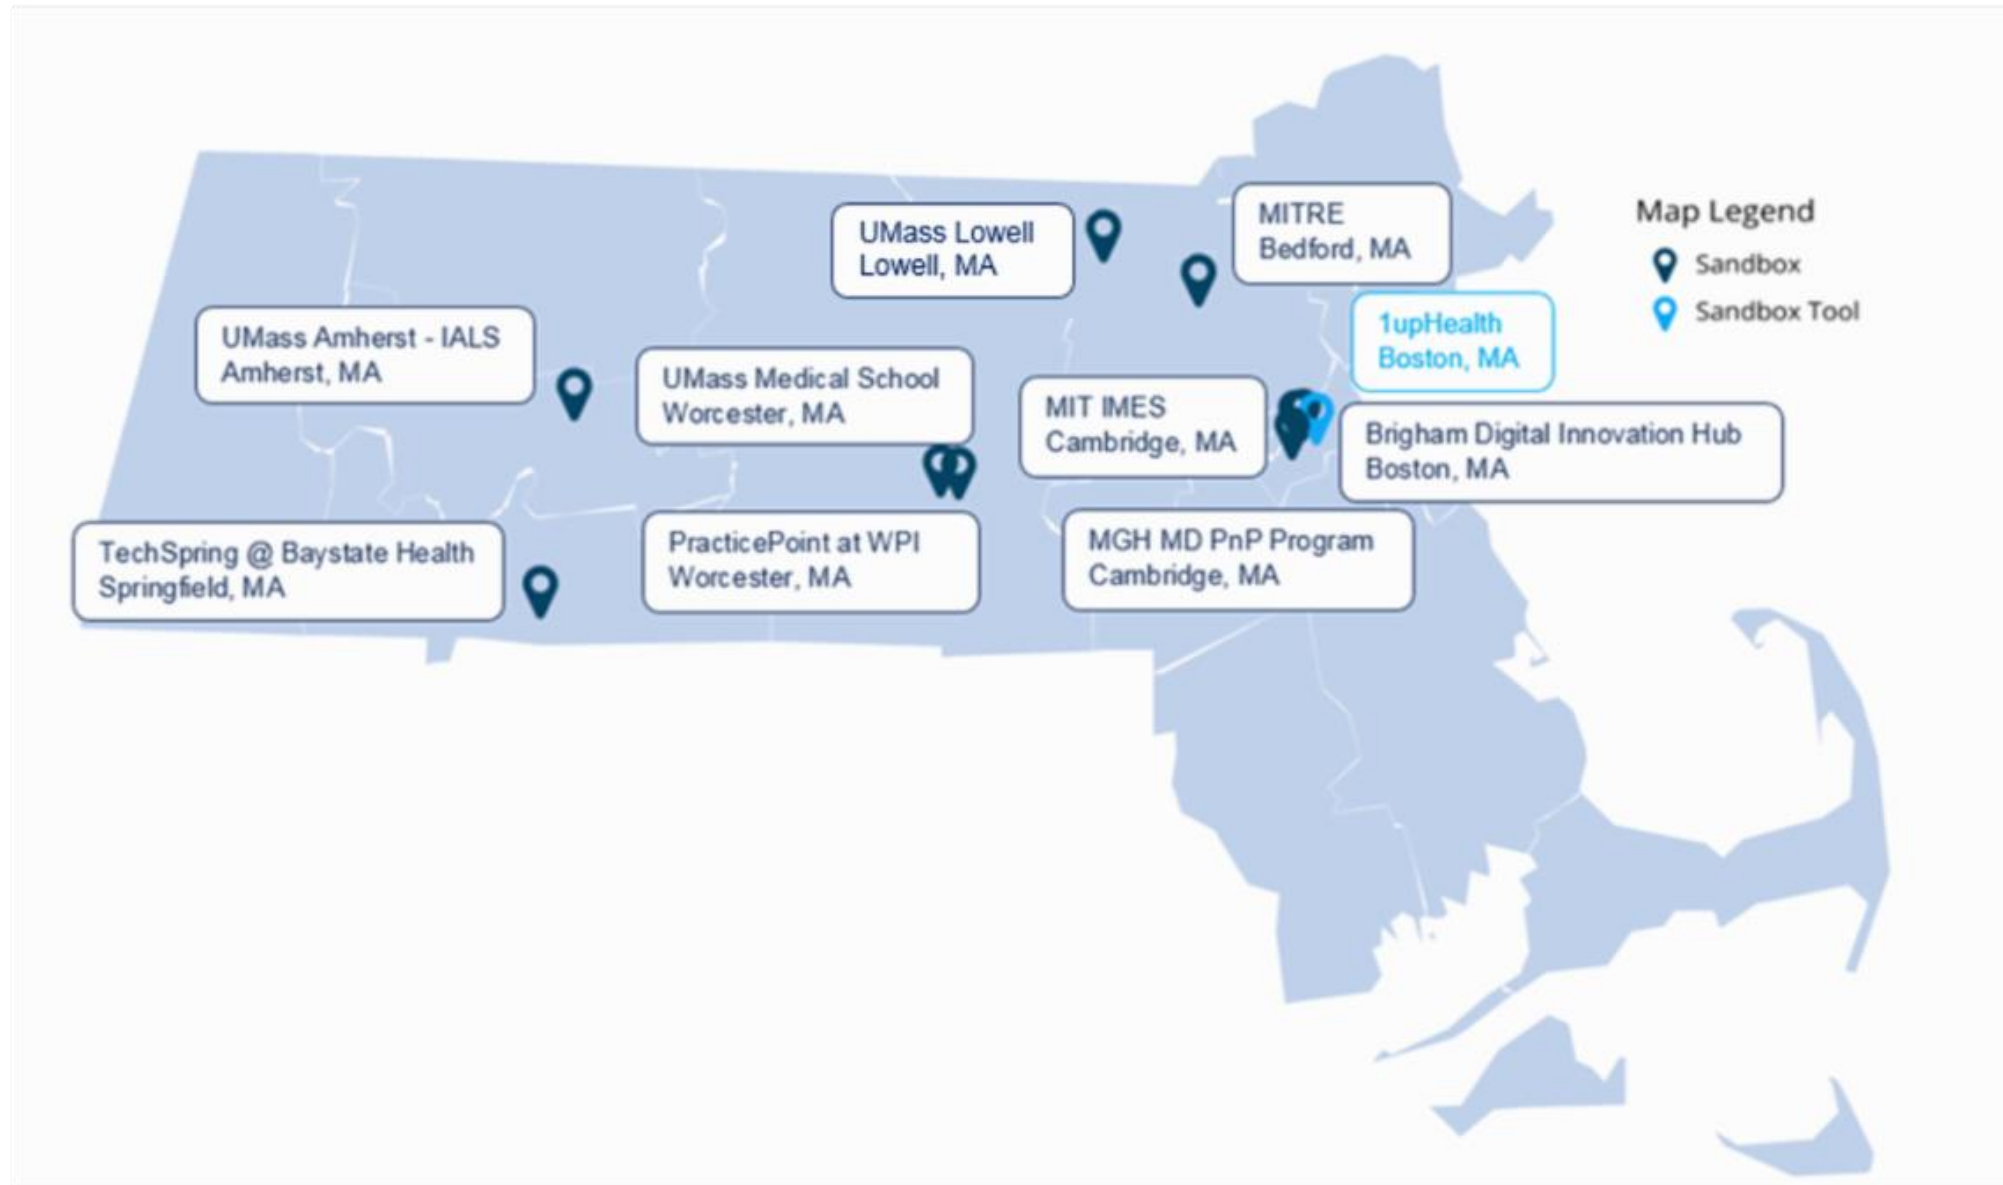 UMass Lowell
Lowell, MA
MITRE
Bedford, MA
Map Legend
Sandbox
Sandbox Tool
1upHealth
Boston, MA
UMass Amherst - IALS
Amherst, MA
UMass Medical School
Worcester, MA
MIT IMES
Cambridge, MA
Brigham Digital Innovation Hub
Boston, MA
TechSpring @ Baystate Health
Springfield, MA
PracticePoint at WPI
Worcester, MA
MGH MD PnP Program
Cambridge, MA